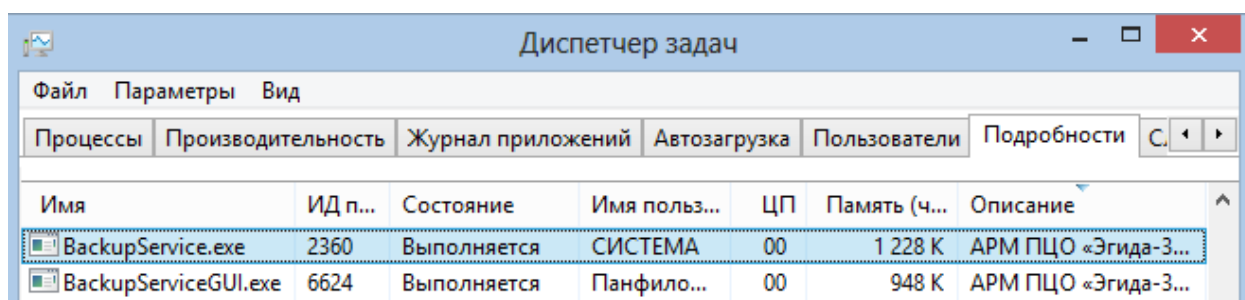 Диспетчер задач
Файл Параметры Вид
Процессы Производительность Журнал приложений Автозагрузка Пользователи Подробности
Имя ИД п... Состояние Имя польз... ЦП Память (ч... Описание
BackupService.exe 2360 Выполняется СИСТЕМА 00 1 228 K АРМ ПЦО «Эгида-3...
BackupServiceGUI.exe 6624 Выполняется Панфило... 00 948 K АРМ ПЦО «Эгида-3...